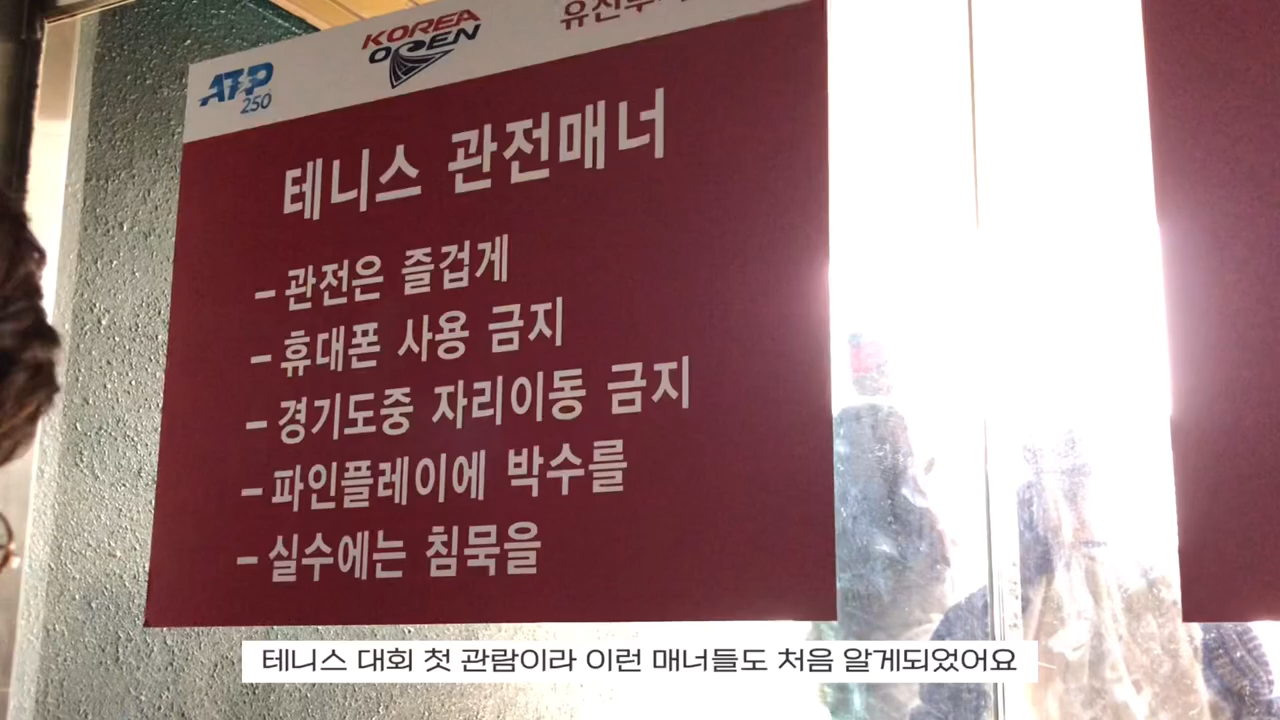 ATP
250
KOREA
OPEN
테니스 관전매너
- 관전은 즐겁게
- 휴대폰 사용 금지
- 경기도중 자리이동 금지
- 파인플레이에 박수를
- 실수에는 침묵을
테니스 대회 첫 관람이라 이런 매너들도 처음 알게되었어요